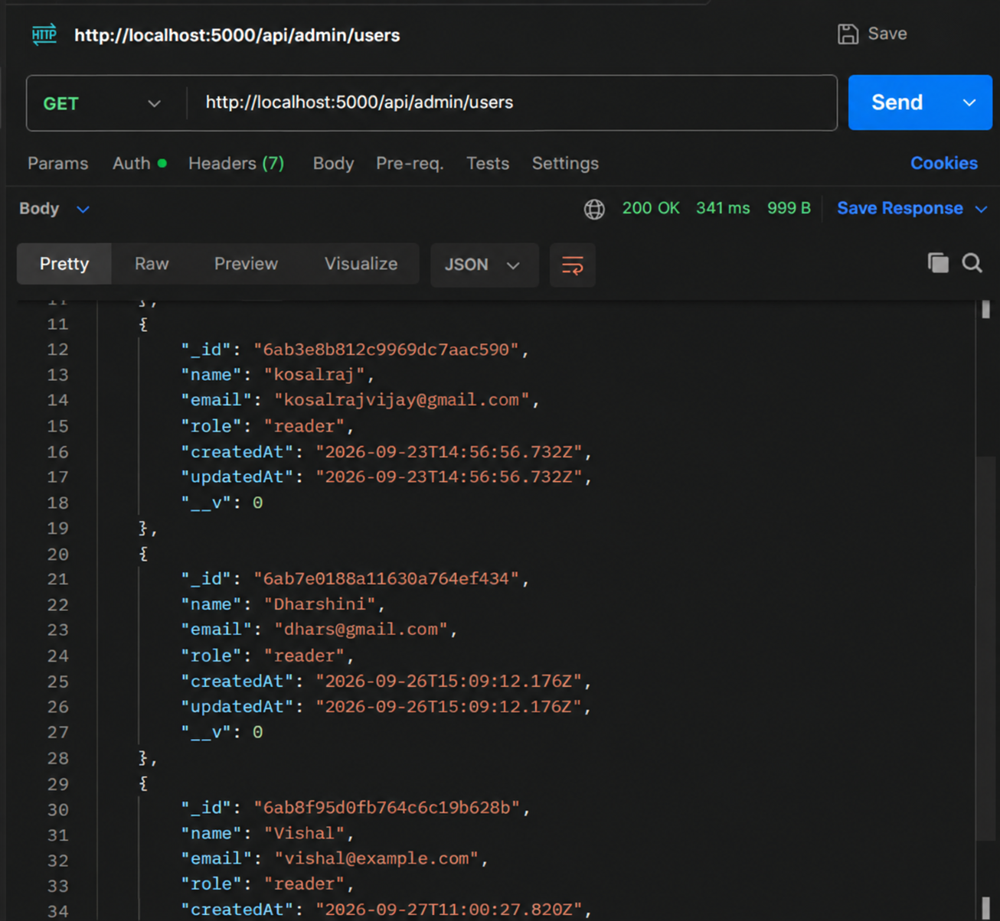 HTTP http://localhost:5000/api/admin/users Save
GET http://localhost:5000/api/admin/users Send
Params Auth Headers (7) Body Pre-req. Tests Settings Cookies
Body 200 OK 341 ms 999 B Save Response
Pretty Raw Preview Visualize JSON
11 {
12 "_id": "6ab3e8b812c9969dc7aac590",
13 "name": "kosalraj",
14 "email": "kosalrajvijay@gmail.com",
15 "role": "reader",
16 "createdAt": "2026-09-23T14:56:56.732Z",
17 "updatedAt": "2026-09-23T14:56:56.732Z",
18 "__v": 0
19 },
20 {
21 "_id": "6ab7e0188a11630a764ef434",
22 "name": "Dharshini",
23 "email": "dhars@gmail.com",
24 "role": "reader",
25 "createdAt": "2026-09-26T15:09:12.176Z",
26 "updatedAt": "2026-09-26T15:09:12.176Z",
27 "__v": 0
28 },
29 {
30 "_id": "6ab8f95d0fb764c6c19b628b",
31 "name": "Vishal",
32 "email": "vishal@example.com",
33 "role": "reader",
34 "createdAt": "2026-09-27T11:00:27.820Z",